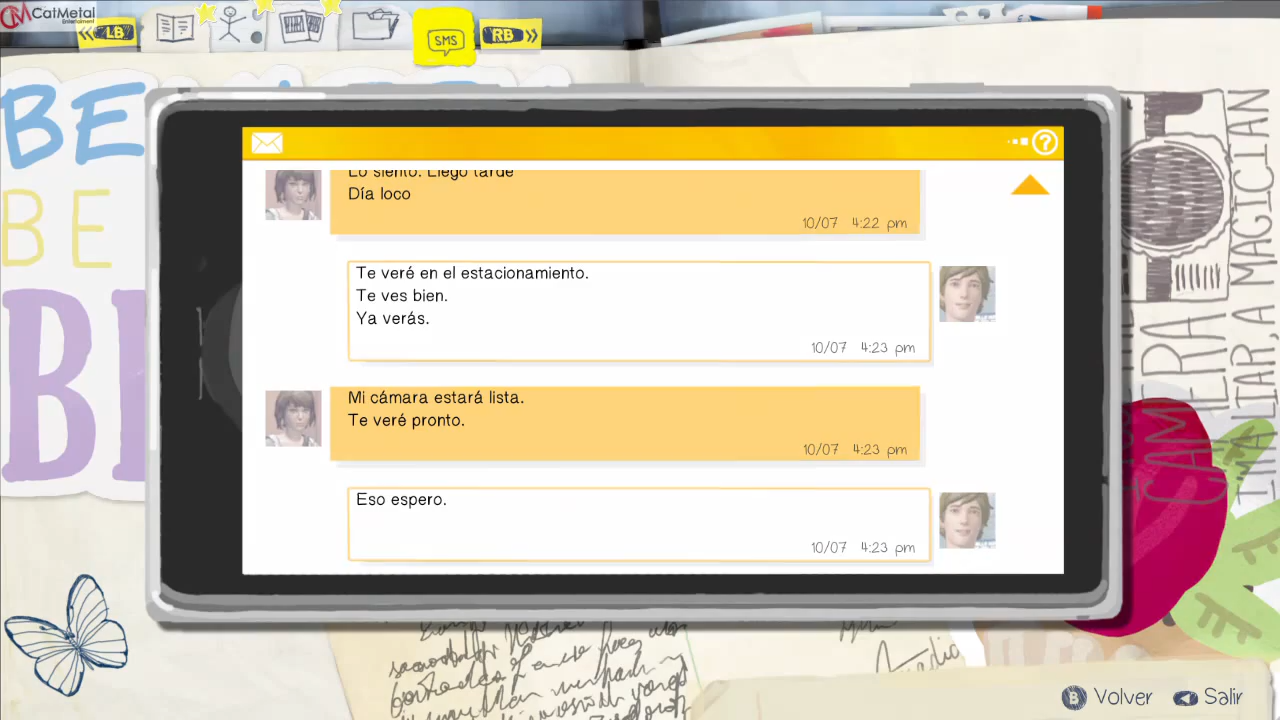 CatMetal
Entertainment
LB
SMS
RB
Lo siento. Llego tarde
Día loco
10/07 4:22 pm
Te veré en el estacionamiento.
Te ves bien.
Ya verás.
10/07 4:23 pm
Mi cámara estará lista.
Te veré pronto.
10/07 4:23 pm
Eso espero.
10/07 4:23 pm
BE
BE
CAMERA
A MAGICIAN
B Volver
Salir